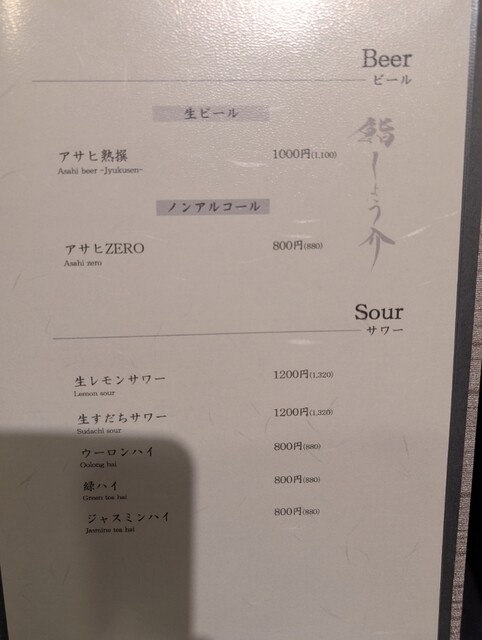 Beer
ビール
生ビール
アサヒ熟撰 1000円(1,100)
Asahi beer -Jyukusen-
ノンアルコール
アサヒZERO 800円(880)
Asahi zero
鮨しょう介
Sour
サワー
生レモンサワー 1200円(1,320)
Lemon sour
生すだちサワー 1200円(1,320)
Sudachi sour
ウーロンハイ 800円(880)
Oolong hai
緑ハイ 800円(880)
Green tea hai
ジャスミンハイ 800円(880)
Jasmine tea hai